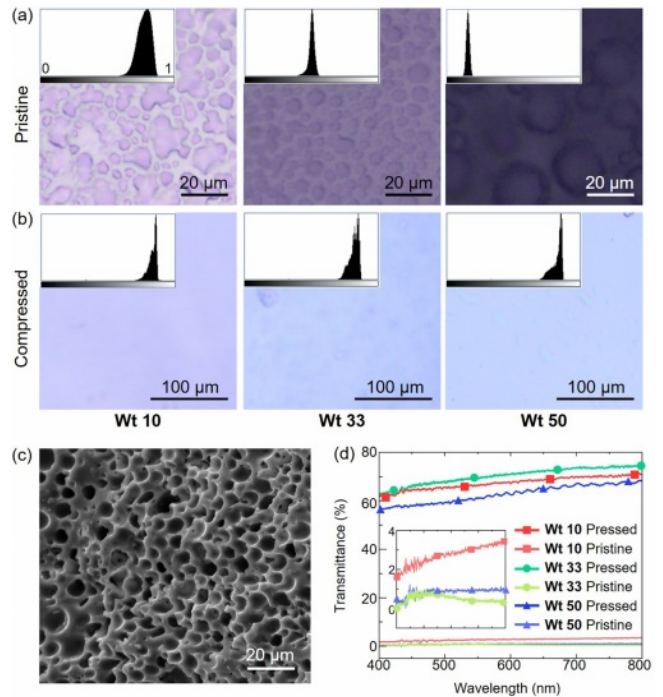 (a)
Pristine
0 1
20 µm
20 µm
20 µm
(b)
Compressed
100 µm
100 µm
100 µm
Wt 10 Wt 33 Wt 50
(c)
20 µm
(d)
Transmittance (%)
80
60
40
20
0
4
2
0
Wt 10 Pressed
Wt 10 Pristine
Wt 33 Pressed
Wt 33 Pristine
Wt 50 Pressed
Wt 50 Pristine
400 500 600 700 800
Wavelength (nm)